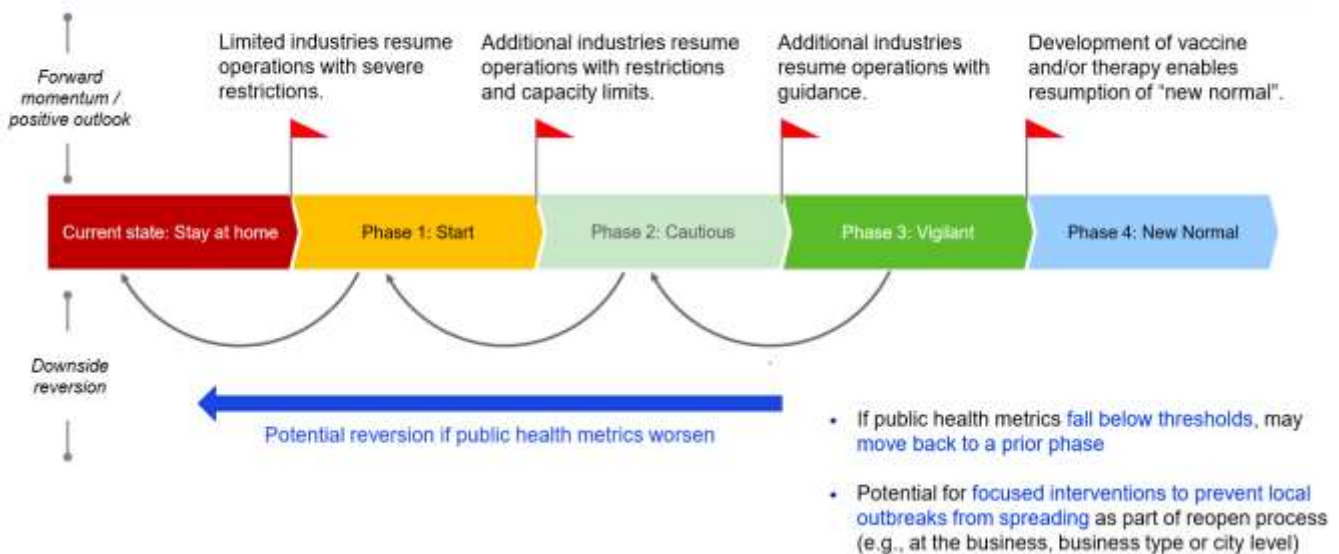 Forward
momentum /
positive outlook
Limited industries resume
operations with severe
restrictions.
Additional industries resume
operations with restrictions
and capacity limits.
Additional industries
resume operations with
guidance.
Development of vaccine
and/or therapy enables
resumption of “new normal”.
Current state: Stay at home
Phase 1: Start
Phase 2: Cautious
Phase 3: Vigilant
Phase 4: New Normal
Downside
reversion
Potential reversion if public health metrics worsen
• If public health metrics fall below thresholds, may
move back to a prior phase
• Potential for focused interventions to prevent local
outbreaks from spreading as part of reopen process
(e.g., at the business, business type or city level)